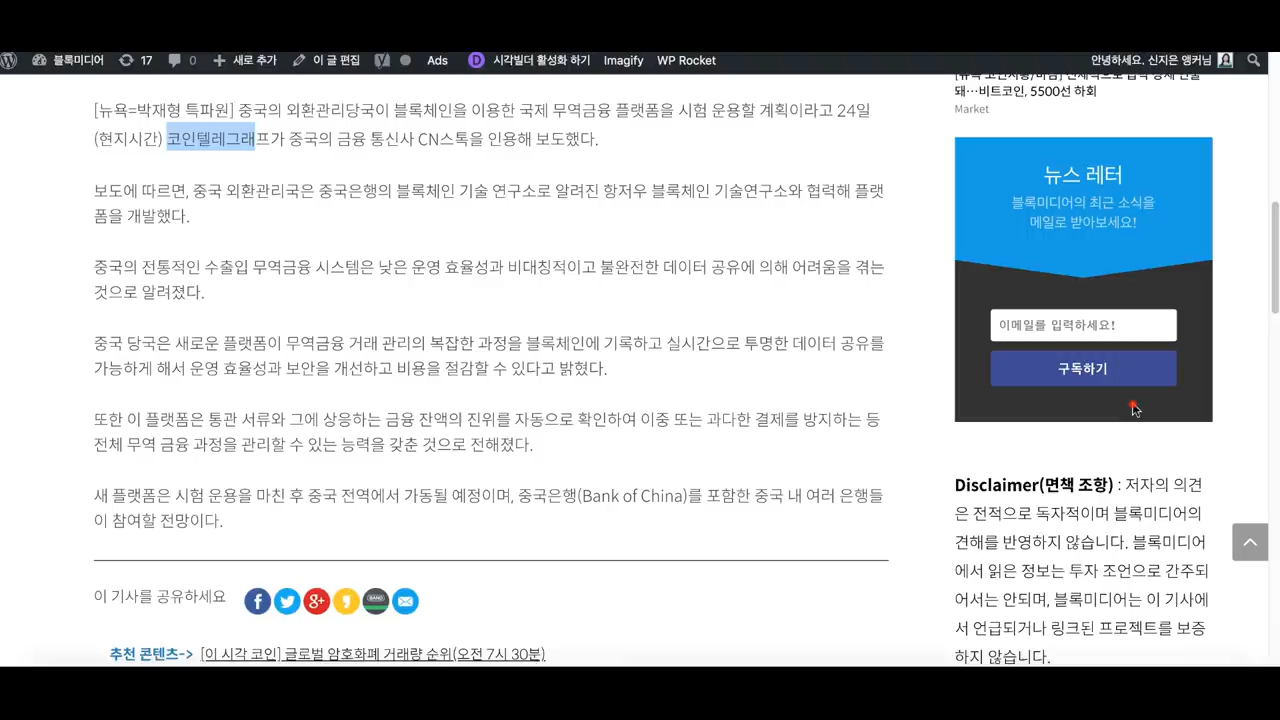 블록미디어 17 0 새로 추가 이 글 편집 Ads D 시각빌더 활성화 하기 Imagify WP Rocket 안녕하세요. 신지은 앵커님
[뉴욕=박재형 특파원] 중국의 외환관리당국이 블록체인을 이용한 국제 무역금융 플랫폼을 시험 운용할 계획이라고 24일
(현지시간) 코인텔레그래프가 중국의 금융 통신사 CN스톡을 인용해 보도했다.
보도에 따르면, 중국 외환관리국은 중국은행의 블록체인 기술 연구소로 알려진 항저우 블록체인 기술연구소와 협력해 플랫
폼을 개발했다.
중국의 전통적인 수출입 무역금융 시스템은 낮은 운영 효율성과 비대칭적이고 불완전한 데이터 공유에 의해 어려움을 겪는
것으로 알려졌다.
중국 당국은 새로운 플랫폼이 무역금융 거래 관리의 복잡한 과정을 블록체인에 기록하고 실시간으로 투명한 데이터 공유를
가능하게 해서 운영 효율성과 보안을 개선하고 비용을 절감할 수 있다고 밝혔다.
또한 이 플랫폼은 통관 서류와 그에 상응하는 금융 잔액의 진위를 자동으로 확인하여 이중 또는 과다한 결제를 방지하는 등
전체 무역 금융 과정을 관리할 수 있는 능력을 갖춘 것으로 전해졌다.
새 플랫폼은 시험 운용을 마친 후 중국 전역에서 가동될 예정이며, 중국은행(Bank of China)를 포함한 중국 내 여러 은행들
이 참여할 전망이다.
이 기사를 공유하세요
추천 콘텐츠-> [이 시각 코인] 글로벌 암호화폐 거래량 순위(오전 7시 30분)
돼…비트코인, 5500선 하회
Market
뉴스 레터
블록미디어의 최근 소식을
메일로 받아보세요!
이메일를 입력하세요!
구독하기
Disclaimer(면책 조항) : 저자의 의견
은 전적으로 독자적이며 블록미디어의
견해를 반영하지 않습니다. 블록미디어
에서 읽은 정보는 투자 조언으로 간주되
어서는 안되며, 블록미디어는 이 기사에
서 언급되거나 링크된 프로젝트를 보증
하지 않습니다.